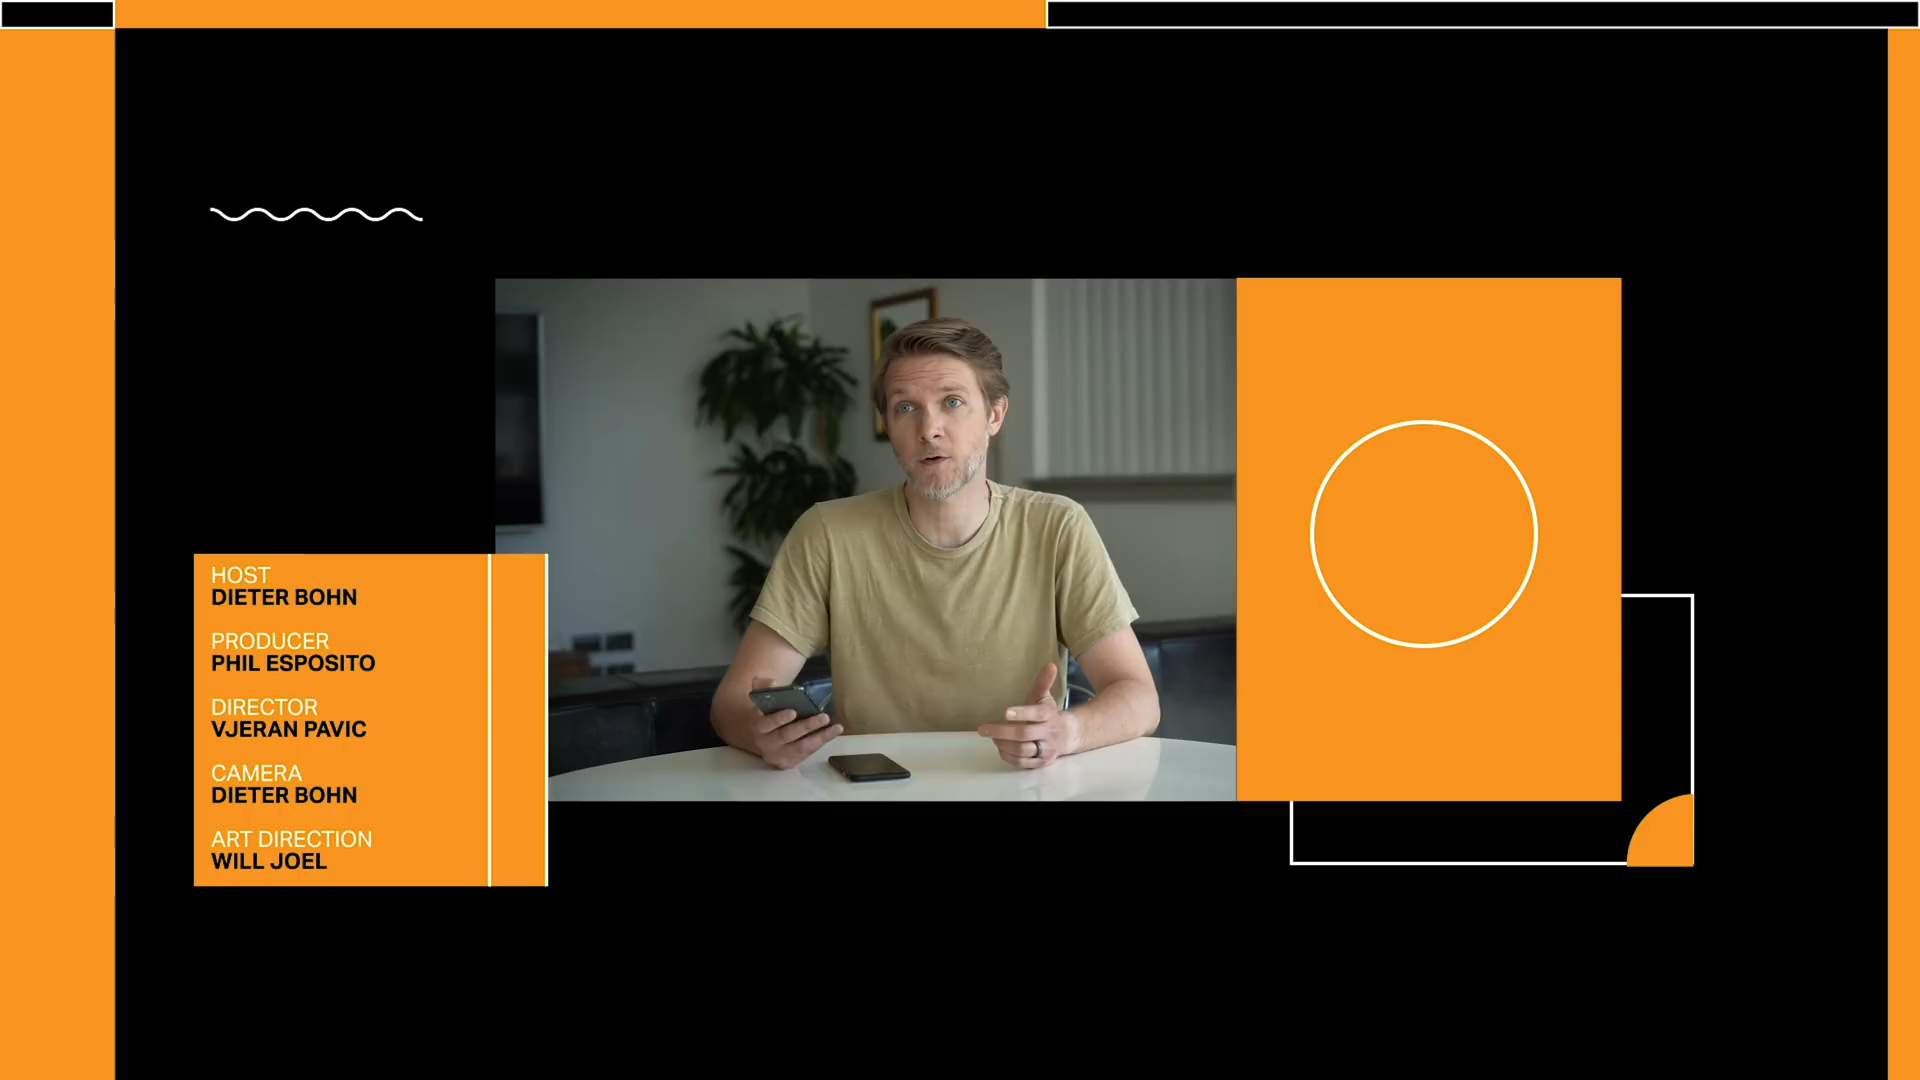 HOST
DIETER BOHN
PRODUCER
PHIL ESPOSITO
DIRECTOR
VJERAN PAVIC
CAMERA
DIETER BOHN
ART DIRECTION
WILL JOEL